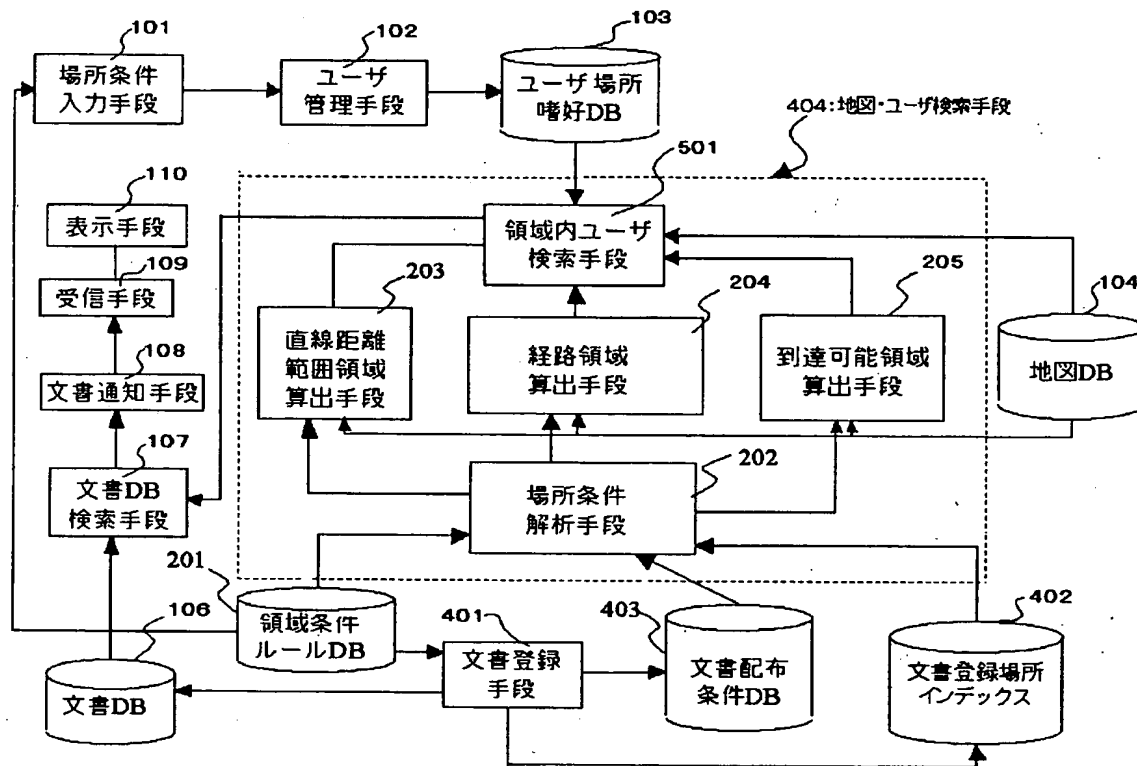 101
場所条件
入力手段
102
ユーザ
管理手段
103
ユーザ場所
嗜好DB
404:地図・ユーザ検索手段
501
領域内ユーザ
検索手段
110
表示手段
109
受信手段
108
文書通知手段
107
文書DB
検索手段
203
直線距離
範囲領域
算出手段
204
経路領域
算出手段
205
到達可能領域
算出手段
104
地図DB
202
場所条件
解析手段
201
領域条件
ルールDB
106
文書DB
401
文書登録
手段
403
文書配布
条件DB
402
文書登録場所
インデックス